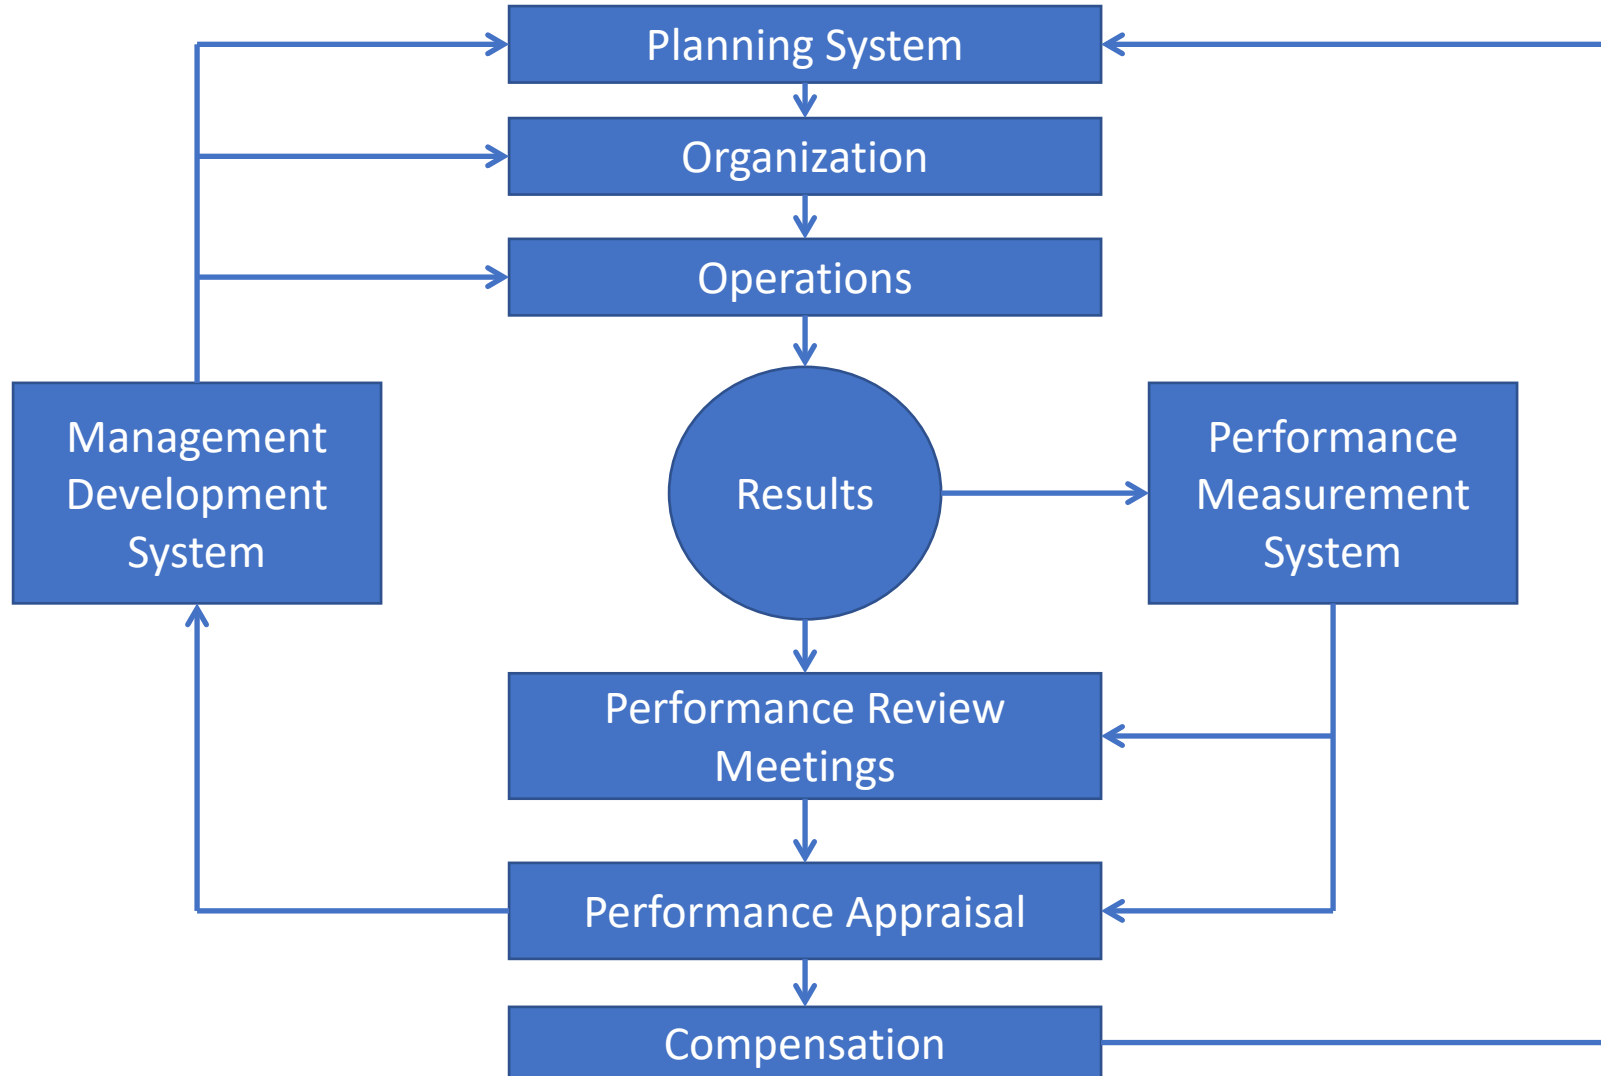 Planning System
Organization
Operations
Management
Development
System
Results
Performance
Measurement
System
Performance Review
Meetings
Performance Appraisal
Compensation